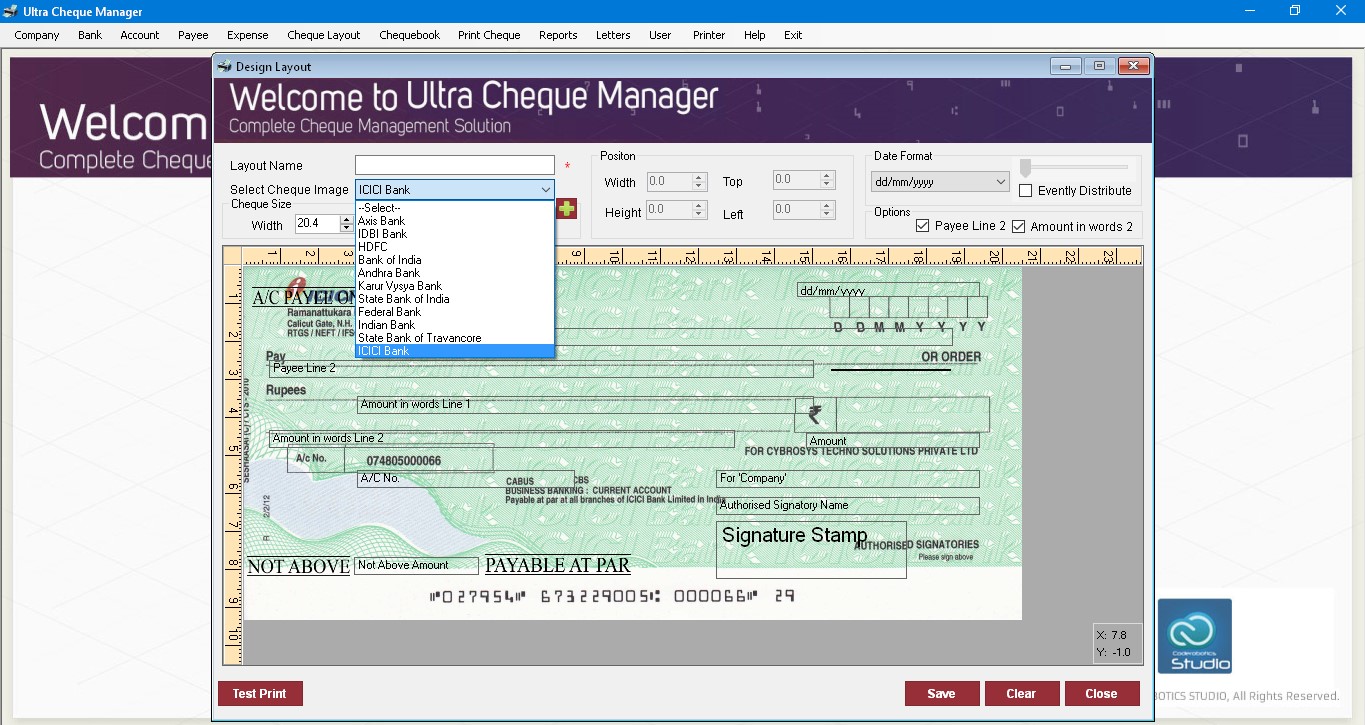 Ultra Cheque Manager
Company Bank Account Payee Expense Cheque Layout Chequebook Print Cheque Reports Letters User Printer Help Exit
Welcom
Complete Cheque
Design Layout
Welcome to Ultra Cheque Manager
Complete Cheque Management Solution
Layout Name *
Select Cheque Image ICICI Bank
Cheque Size
Width 20.4
--Select--
Axis Bank
IDBI Bank
HDFC
Bank of India
Andhra Bank
Karur Vysya Bank
State Bank of India
Federal Bank
Indian Bank
State Bank of Travancore
ICICI Bank
Positon
Width 0.0 Top 0.0
Height 0.0 Left 0.0
Date Format
dd/mm/yyyy
Evently Distribute
Options
Payee Line 2 Amount in words 2
1 2 3 9 10 11 12 13 14 15 16 17 18 19 20 21 22 23
1 2 3 4 5 6 7 8 9 10
A/C PAYEE
Ramanattukara
Calicut Gate, N.H.
RTGS / NEFT / IFS
dd/mm/yyyy
D D M M Y Y Y Y
Pay
OR ORDER
Payee Line 2
Rupees
Amount in words Line 1
₹
Amount in words Line 2
Amount
FOR CYBROSYS TECHNO SOLUTIONS PRIVATE LTD
A/c No. 074805000066
A/C No.
For 'Company'
CABUS CBS
BUSINESS BANKING : CURRENT ACCOUNT
Payable at par at all branches of ICICI Bank Limited in India
Authorised Signatory Name
Signature Stamp
AUTHORISED SIGNATORIES
Please sign above
NOT ABOVE Not Above Amount PAYABLE AT PAR
⑈027954⑈ 673229005⑆ 000066⑈ 29
X: 7.8
Y: -1.0
Test Print Save Clear Close
Coderobotics
Studio
BOTICS STUDIO, All Rights Reserved.